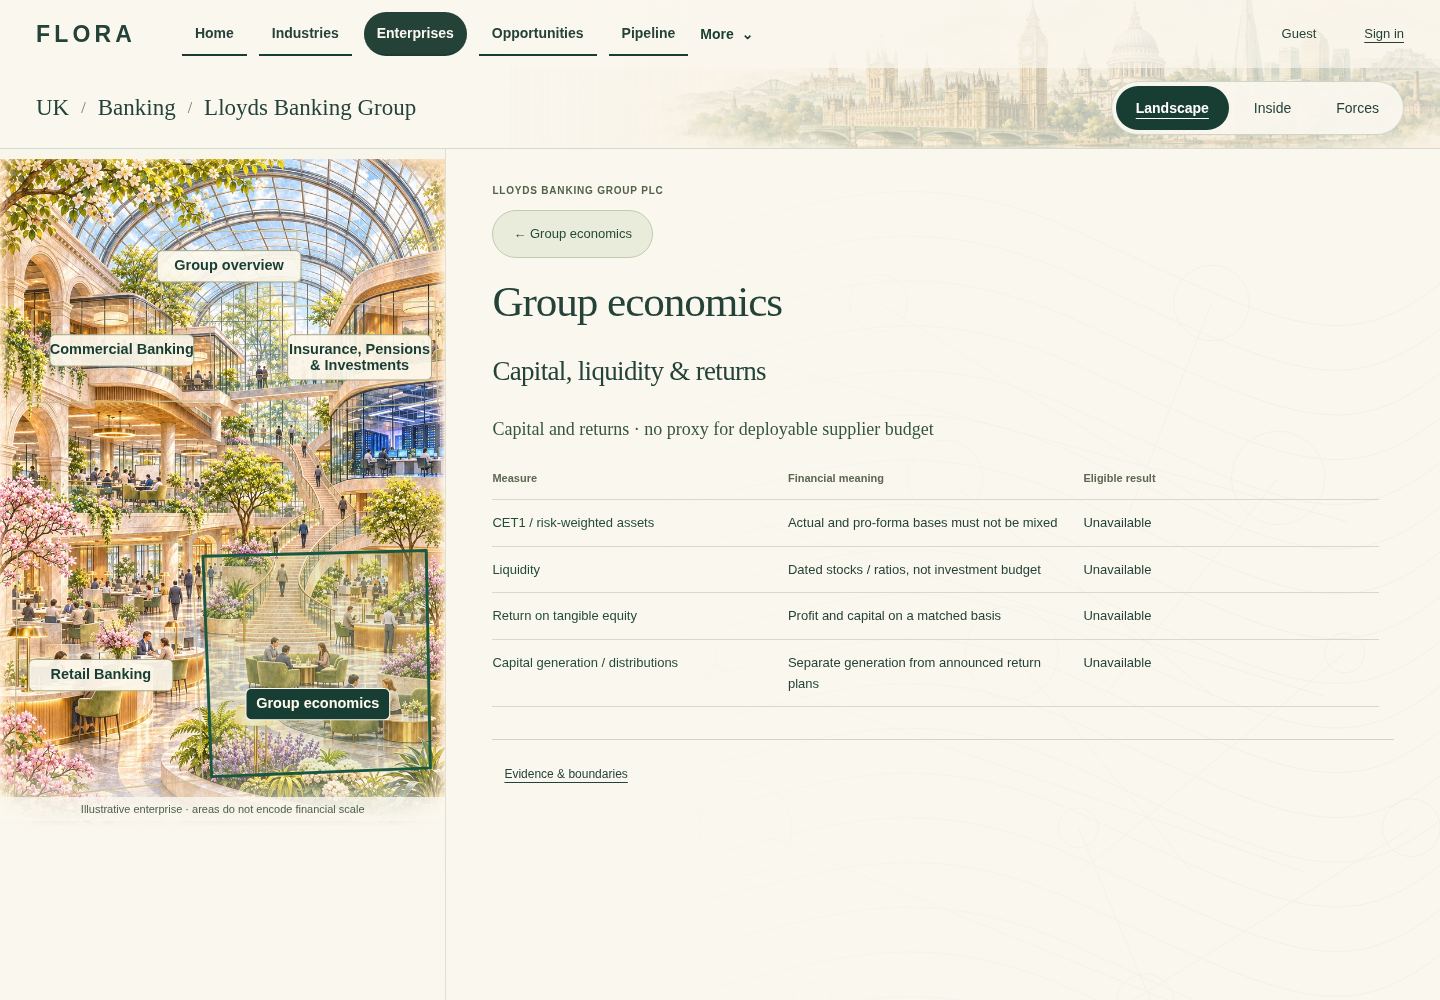 FLORA
Home
Industries
Enterprises
Opportunities
Pipeline
More
Guest
Sign in
UK / Banking / Lloyds Banking Group
Landscape
Inside
Forces
Group overview
Commercial Banking
Insurance, Pensions
& Investments
Retail Banking
Group economics
Illustrative enterprise · areas do not encode financial scale
LLOYDS BANKING GROUP PLC
← Group economics
Group economics
Capital, liquidity & returns
Capital and returns · no proxy for deployable supplier budget
Measure Financial meaning Eligible result
CET1 / risk-weighted assets Actual and pro-forma bases must not be mixed Unavailable
Liquidity Dated stocks / ratios, not investment budget Unavailable
Return on tangible equity Profit and capital on a matched basis Unavailable
Capital generation / distributions Separate generation from announced return Unavailable
plans
Evidence & boundaries